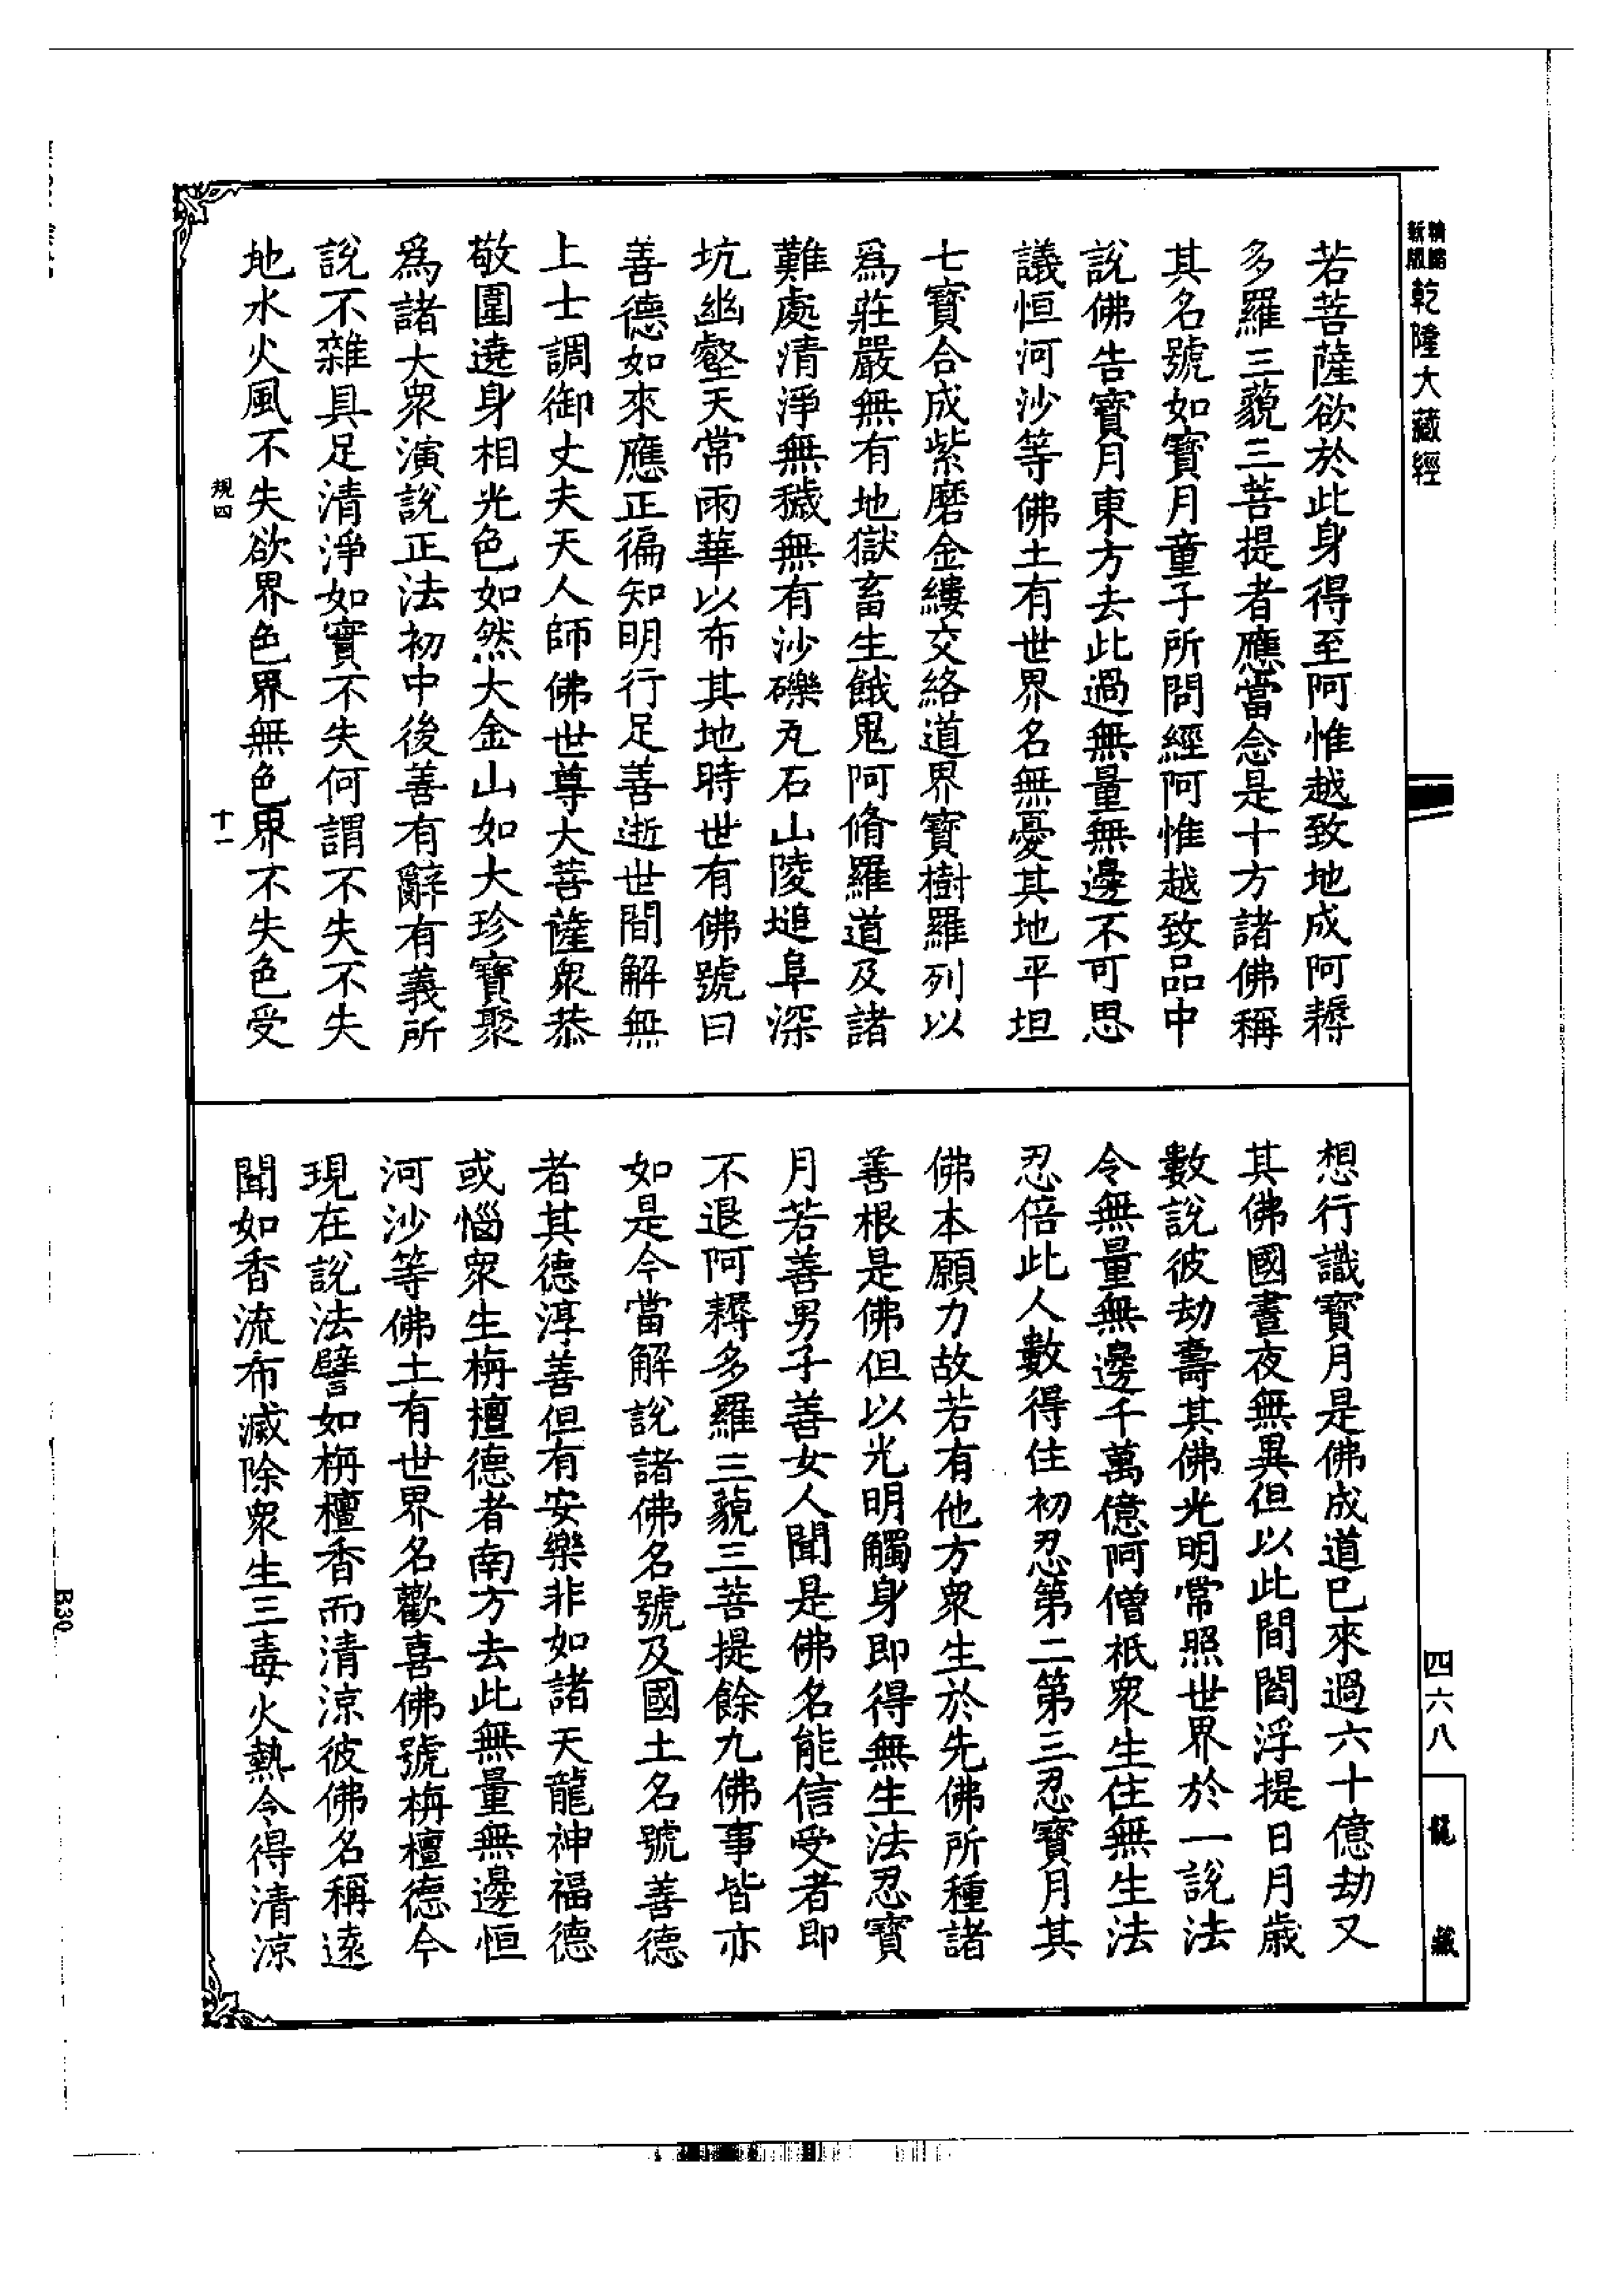 新版
精縮
乾隆大藏經
若菩薩欲於此身得至阿惟越致地成阿耨
多羅三藐三菩提者應當念是十方諸佛稱
其名號如寶月童子所問經阿惟越致品中
說佛告寶月東方去此過無量無邊不可思
議恒河沙等佛土有世界名無憂其地平坦
七寶合成紫磨金縷交絡道界寶樹羅列以
爲莊嚴無有地獄畜生餓鬼阿脩羅道及諸
難處清淨無穢無有沙礫瓦石山陵塠阜深
坑幽壑天常雨華以布其地時世有佛號曰
善德如來應正徧知明行足善逝世間解無
上士調御丈夫天人師佛世尊大菩薩衆恭
敬圍遶身相光色如然大金山如大珍寶聚
爲諸大衆演說正法初中後善有辭有義所
說不雜具足清淨如實不失何謂不失不失
地水火風不失欲界色界無色界不失色受
規四
十一
想行識寶月是佛成道已來過六十億劫又
其佛國晝夜無異但以此間閻浮提日月歲
數說彼劫壽其佛光明常照世界於一說法
令無量無邊千萬億阿僧祇衆生住無生法
忍倍此人數得住初忍第二第三忍寶月其
佛本願力故若有他方衆生於先佛所種諸
善根是佛但以光明觸身即得無生法忍寶
月若善男子善女人聞是佛名能信受者即
不退阿耨多羅三藐三菩提餘九佛事皆亦
如是今當解說諸佛名號及國土名號善德
者其德淳善但有安樂非如諸天龍神福德
或惱衆生栴檀德者南方去此無量無邊恒
河沙等佛土有世界名歡喜佛號栴檀德今
現在說法譬如栴檀香而清涼彼佛名稱遠
聞如香流布滅除衆生三毒火熱令得清涼
四六八
龍藏
B30